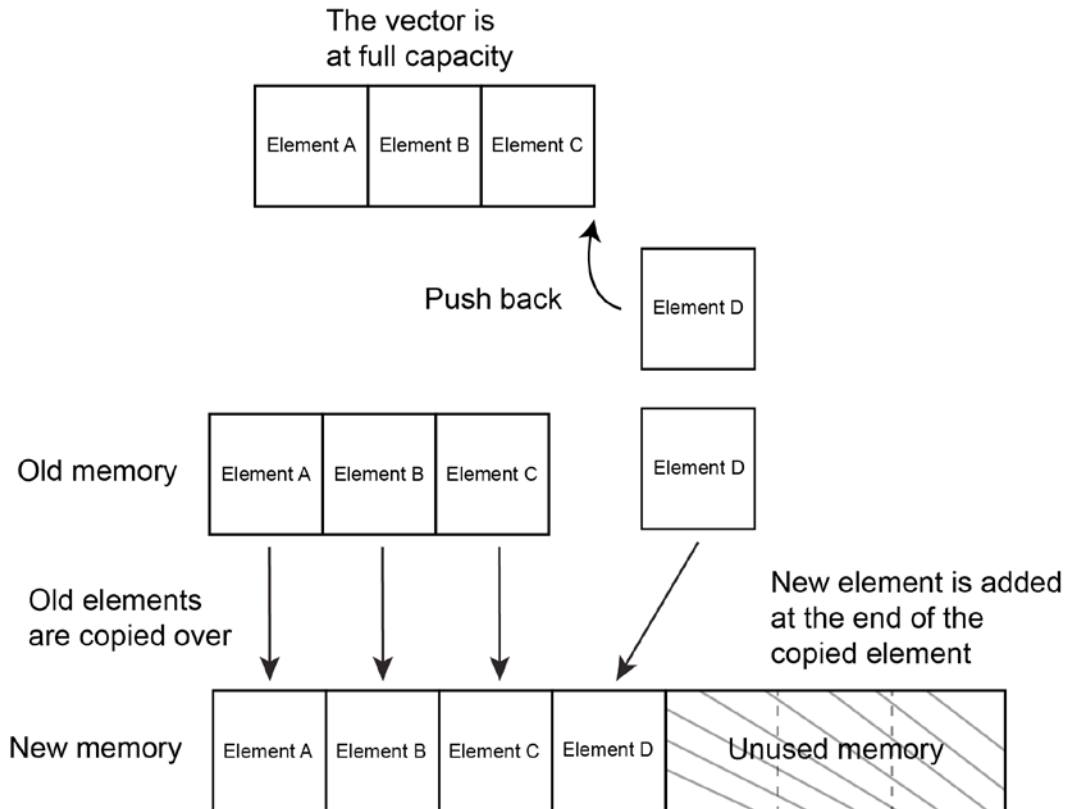 The vector is
at full capacity
Element A
Element B
Element C
Push back
Element D
Old memory
Element A
Element B
Element C
Element D
Old elements
are copied over
New element is added
at the end of the
copied element
New memory
Element A
Element B
Element C
Element D
Unused memory